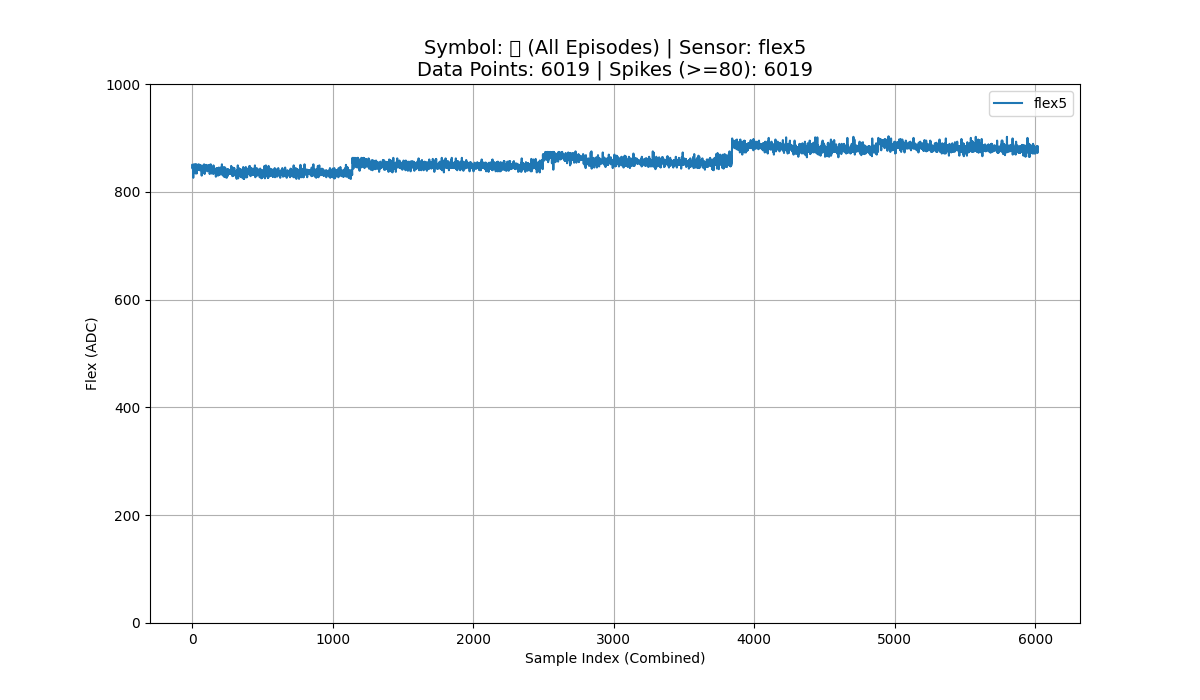 Symbol: (All Episodes) | Sensor: flex5
Data Points: 6019 | Spikes (>=80): 6019
flex5
1000
800
600
400
200
0
Flex (ADC)
0 1000 2000 3000 4000 5000 6000
Sample Index (Combined)